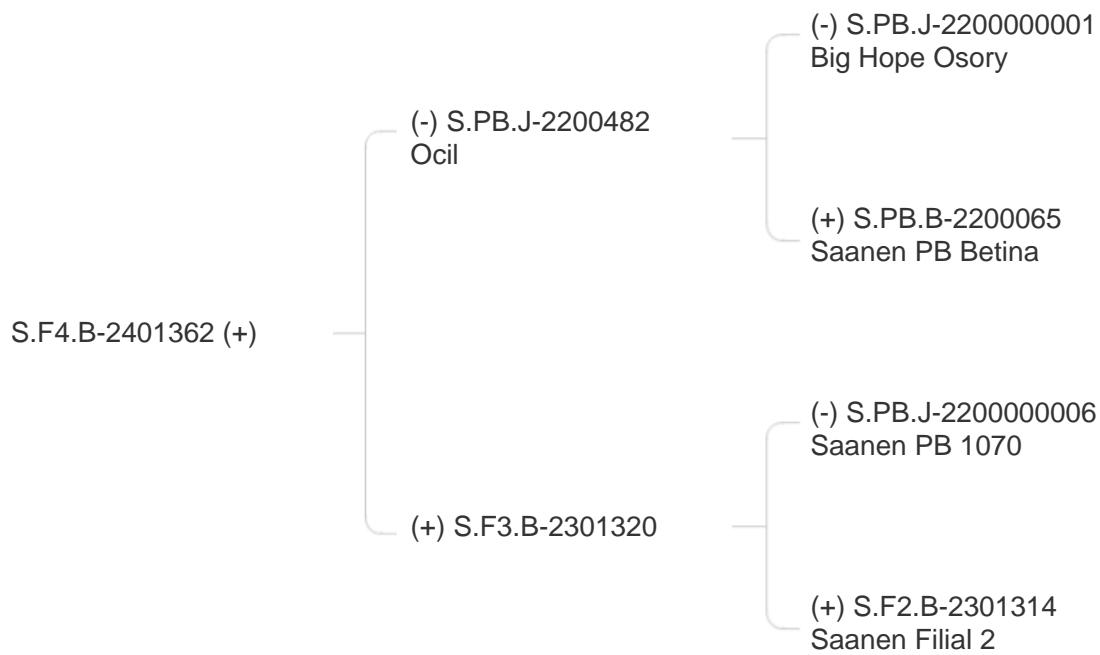 (-) S.PB.J-2200000001
Big Hope Osory
(-) S.PB.J-2200482
Ocil
(+) S.PB.B-2200065
Saanen PB Betina
S.F4.B-2401362 (+)
(-) S.PB.J-2200000006
Saanen PB 1070
(+) S.F3.B-2301320
(+) S.F2.B-2301314
Saanen Filial 2